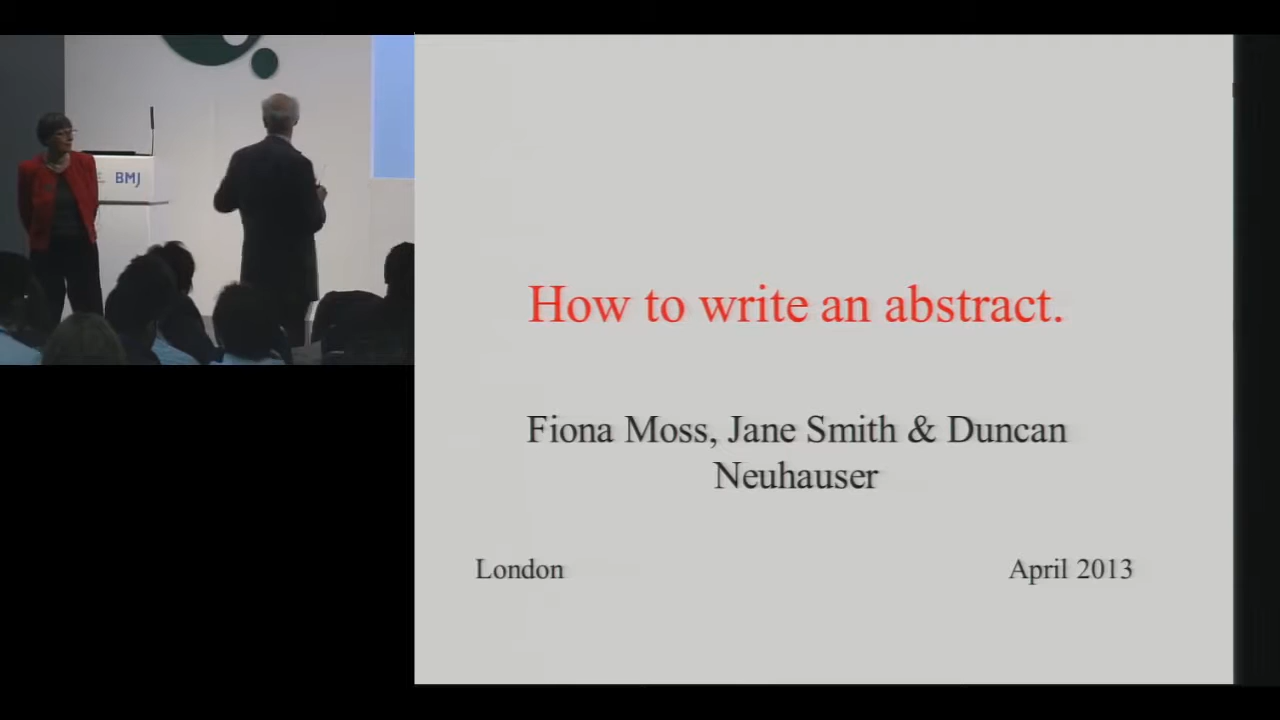 BMJ
How to write an abstract.
Fiona Moss, Jane Smith & Duncan
Neuhauser
London
April 2013